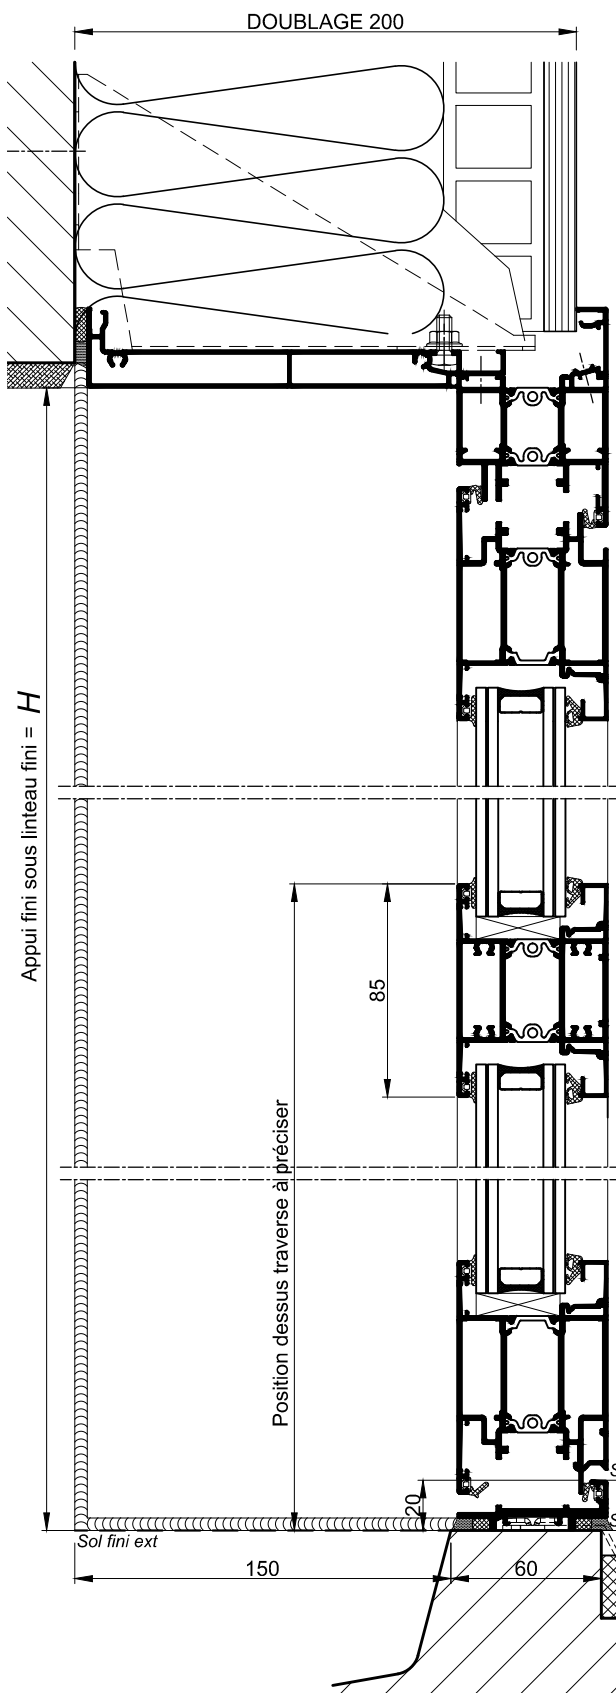 DOUBLAGE 200
Appui fini sous linteau fini = H
85
Position dessus traverse à préciser
20
S
S
Sol fini ext
150
60